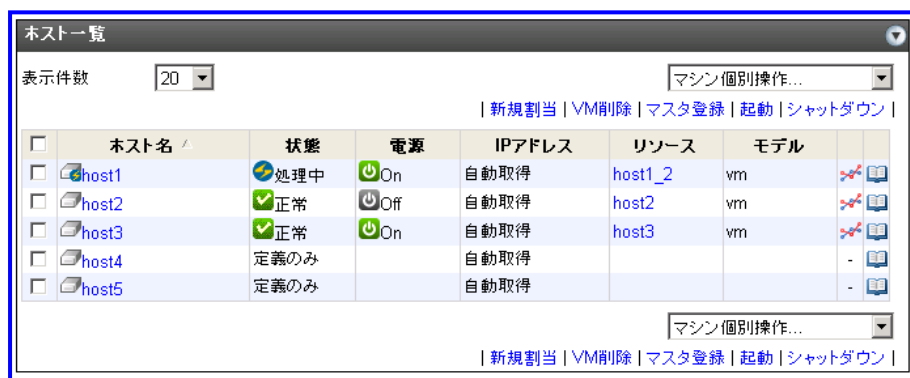 ホスト一覧
表示件数 20 マシン個別操作...
| 新規割当 | VM削除 | マスタ登録 | 起動 | シャットダウン |
ホスト名 状態 電源 IPアドレス リソース モデル
host1 処理中 On 自動取得 host1_2 vm
host2 正常 Off 自動取得 host2 vm
host3 正常 On 自動取得 host3 vm
host4 定義のみ 自動取得 -
host5 定義のみ 自動取得 -
マシン個別操作...
| 新規割当 | VM削除 | マスタ登録 | 起動 | シャットダウン |